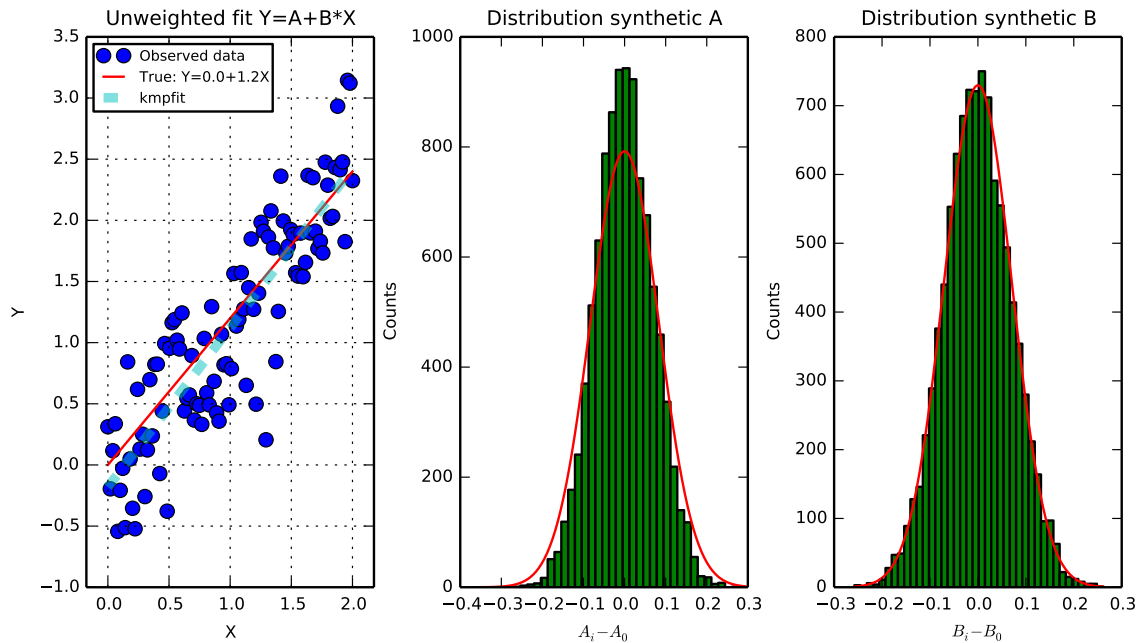 Unweighted fit Y=A+B*X
Observed data
True: Y=0.0+1.2X
kmpfit
3.5
3.0
2.5
2.0
1.5
1.0
0.5
0.0
−0.5
−1.0
Y
0.0 0.5 1.0 1.5 2.0
X
Distribution synthetic A
1000
800
600
400
200
0
Counts
−0.4 −0.3 −0.2 −0.1 0.0 0.1 0.2 0.3
A_i−A_0
Distribution synthetic B
800
700
600
500
400
300
200
100
0
Counts
−0.3 −0.2 −0.1 0.0 0.1 0.2 0.3
B_i−B_0